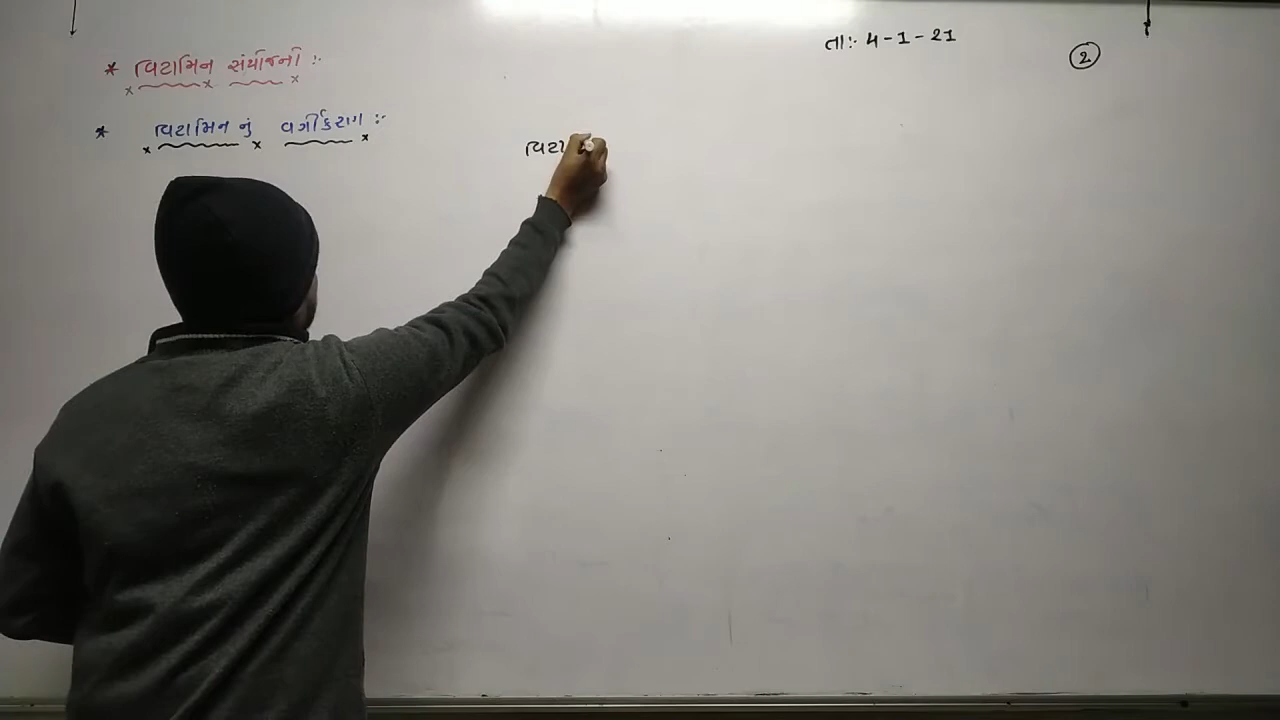 તા:- 4-1-21
2
* વિટામિન સંયોજનો :-
* વિટામિન નું વર્ગીકરણ :-
વિટા